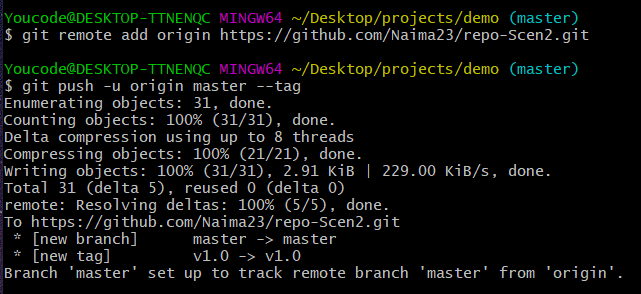 Youcode@DESKTOP-TTNENQC MINGW64 ~/Desktop/projects/demo (master)
$ git remote add origin https://github.com/Naima23/repo-Scen2.git
Youcode@DESKTOP-TTNENQC MINGW64 ~/Desktop/projects/demo (master)
$ git push -u origin master --tag
Enumerating objects: 31, done.
Counting objects: 100% (31/31), done.
Delta compression using up to 8 threads
Compressing objects: 100% (21/21), done.
Writing objects: 100% (31/31), 2.91 KiB | 229.00 KiB/s, done.
Total 31 (delta 5), reused 0 (delta 0)
remote: Resolving deltas: 100% (5/5), done.
To https://github.com/Naima23/repo-Scen2.git
 * [new branch]      master -> master
 * [new tag]         v1.0 -> v1.0
Branch 'master' set up to track remote branch 'master' from 'origin'.